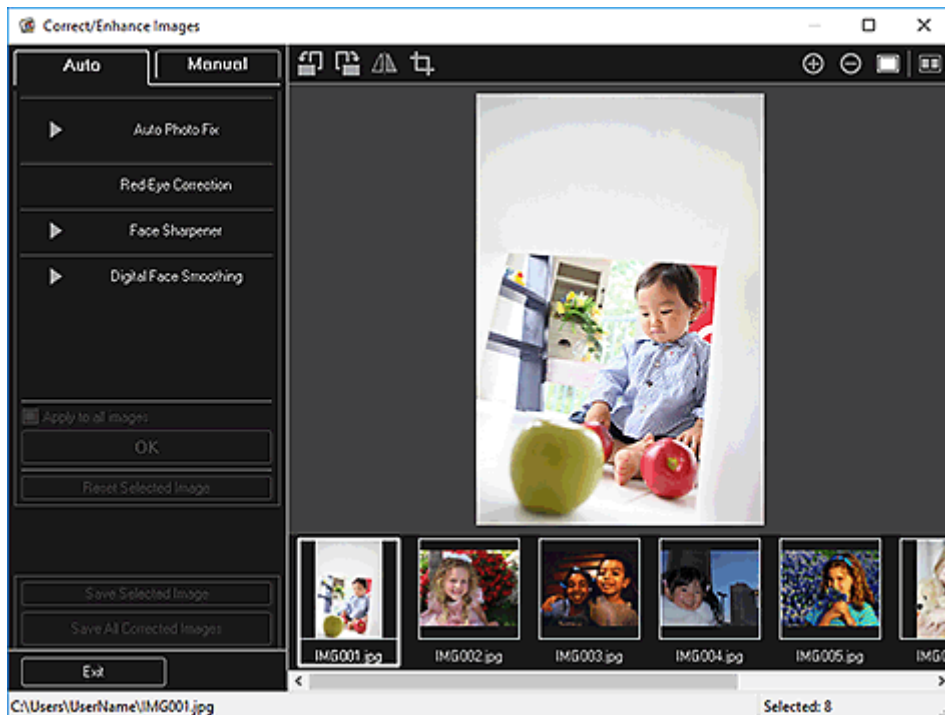 Correct/Enhance Images
Auto
Manual
Auto Photo Fix
Red-Eye Correction
Face Sharpener
Digital Face Smoothing
Apply to all images
OK
Reset Selected Image
Save Selected Image
Save All Corrected Images
Exit
IMG001.jpg
IMG002.jpg
IMG003.jpg
IMG004.jpg
IMG005.jpg
C:\Users\UserName\IMG001.jpg
Selected: 8